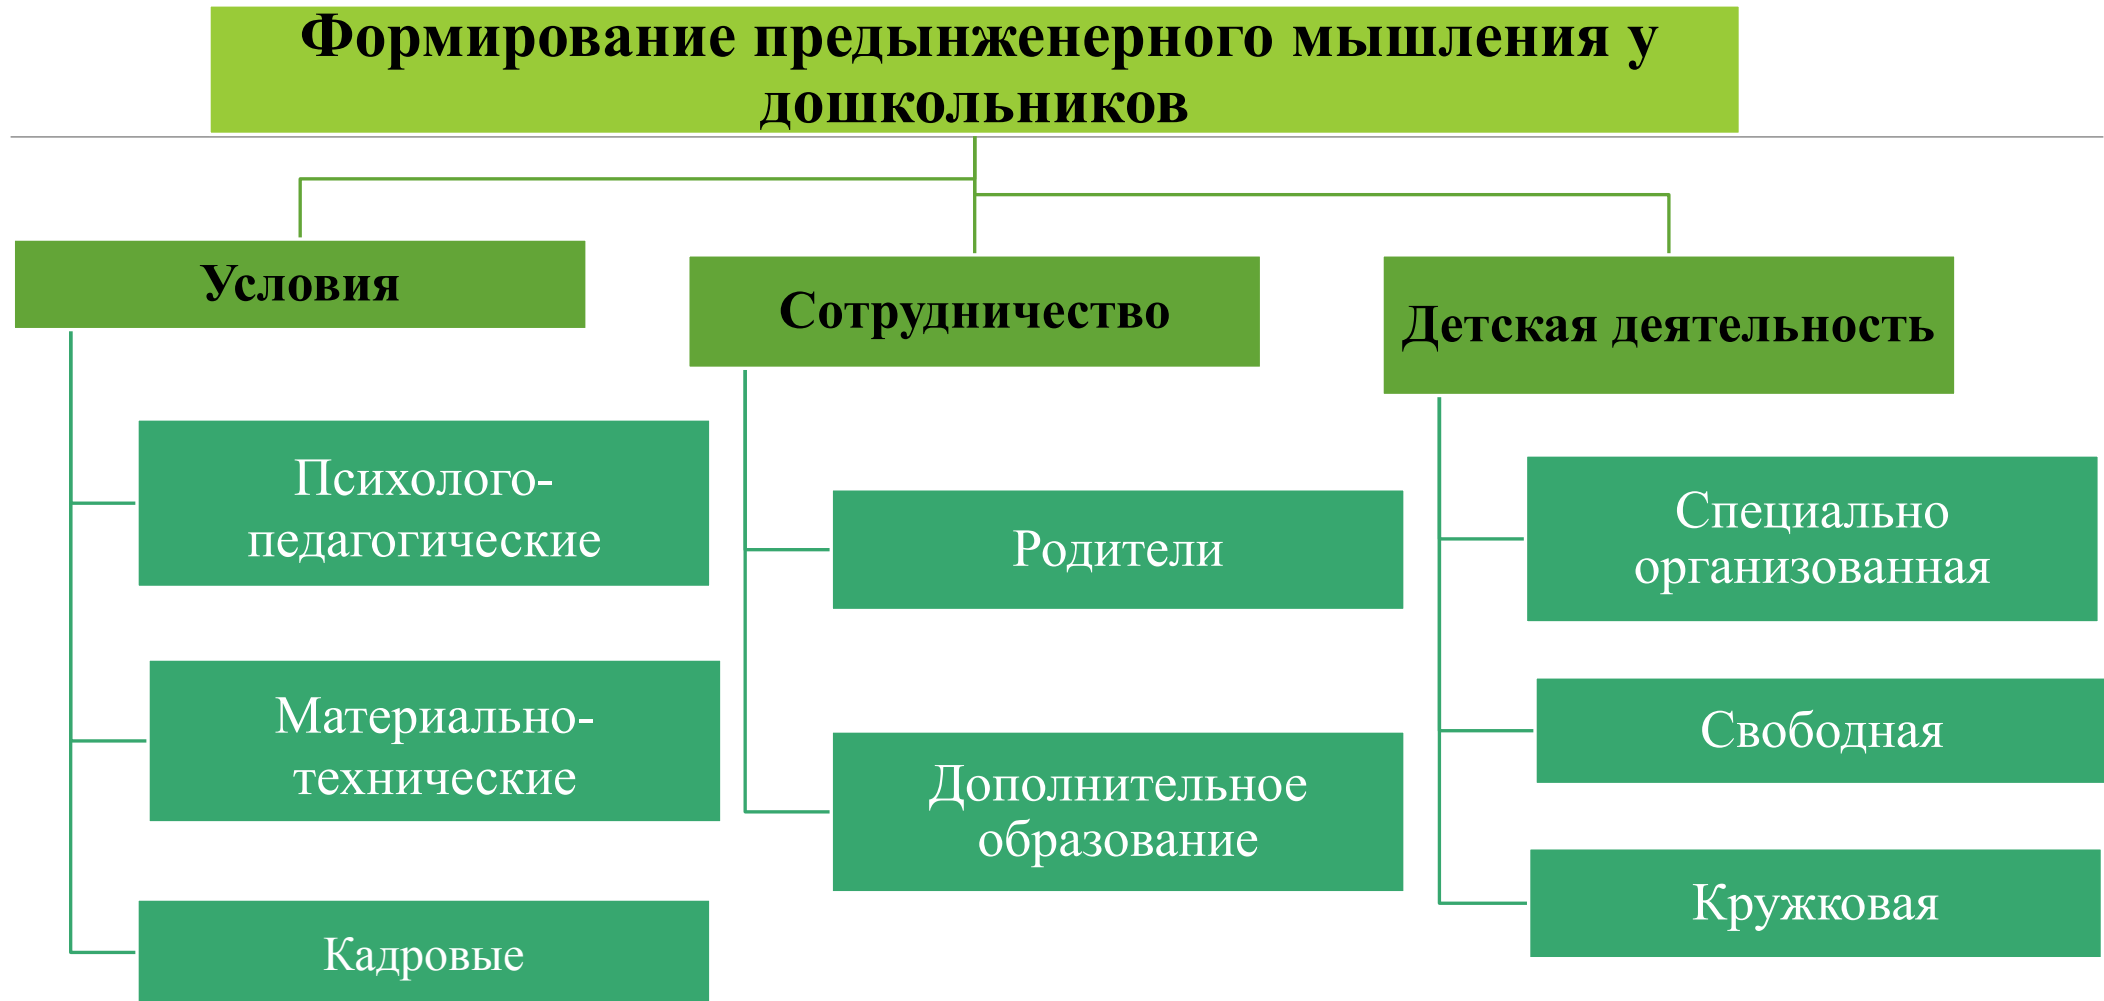 Формирование предынженерного мышления у
дошкольников
Условия
Психолого-
педагогические
Материально-
технические
Кадровые
Сотрудничество
Родители
Дополнительное
образование
Детская деятельность
Специально
организованная
Свободная
Кружковая